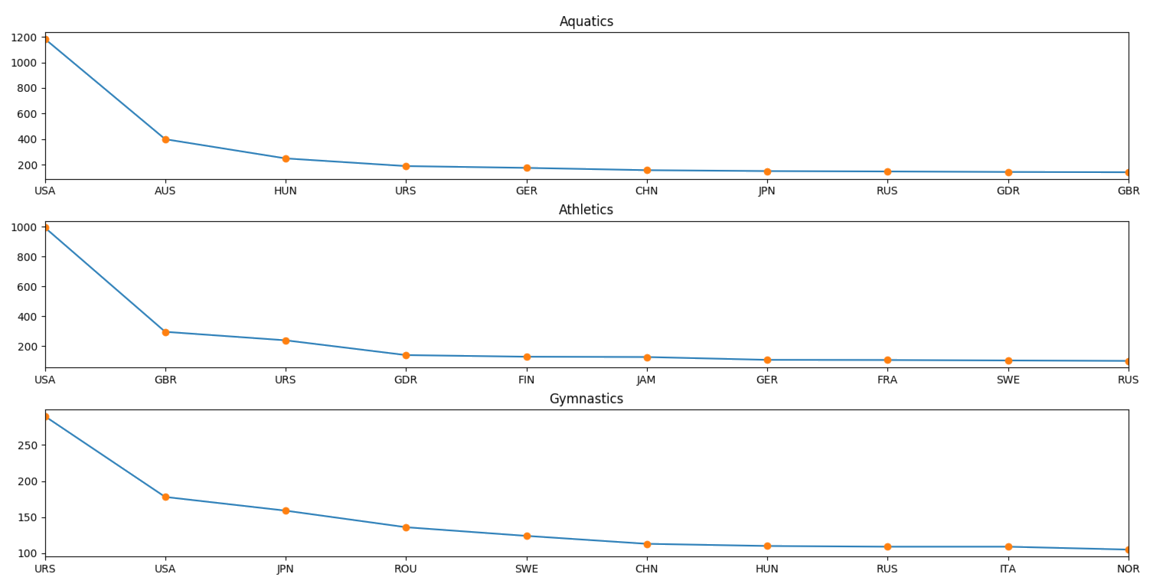 Aquatics
1200
1000
800
600
400
200
USA AUS HUN URS GER CHN JPN RUS GDR GBR
Athletics
1000
800
600
400
200
USA GBR URS GDR FIN JAM GER FRA SWE RUS
Gymnastics
250
200
150
100
URS USA JPN ROU SWE CHN HUN RUS ITA NOR